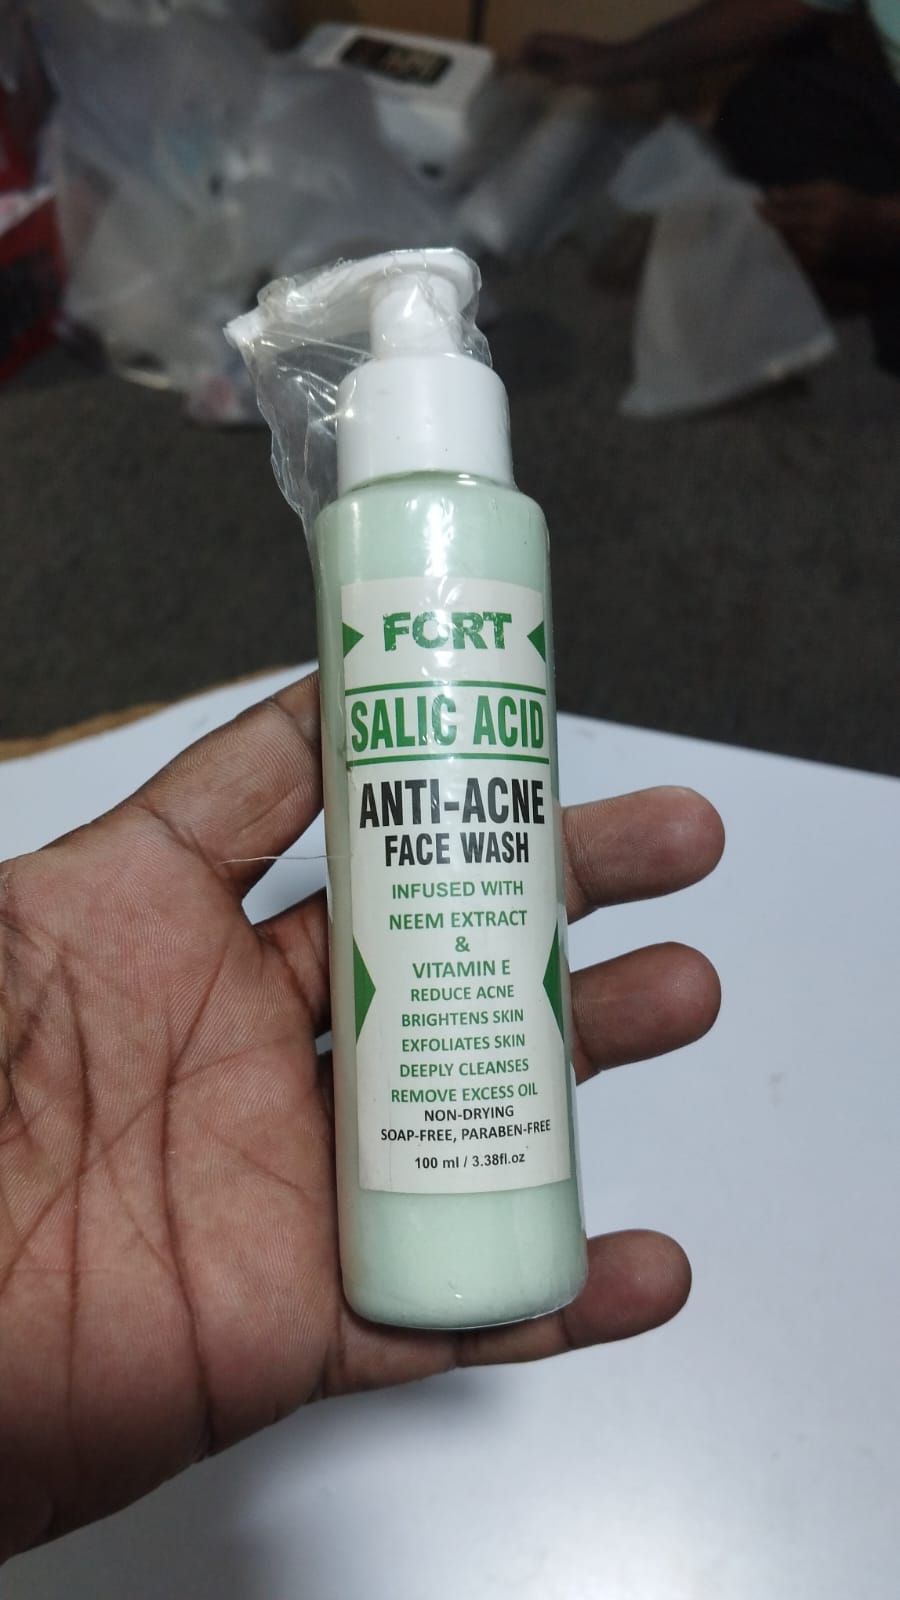 FORT
SALIC ACID
ANTI-ACNE
FACE WASH
INFUSED WITH
NEEM EXTRACT
&
VITAMIN E
REDUCE ACNE
BRIGHTENS SKIN
EXFOLIATES SKIN
DEEPLY CLEANSES
REMOVE EXCESS OIL
NON-DRYING
SOAP-FREE, PARABEN-FREE
100 ml / 3.38fl.oz